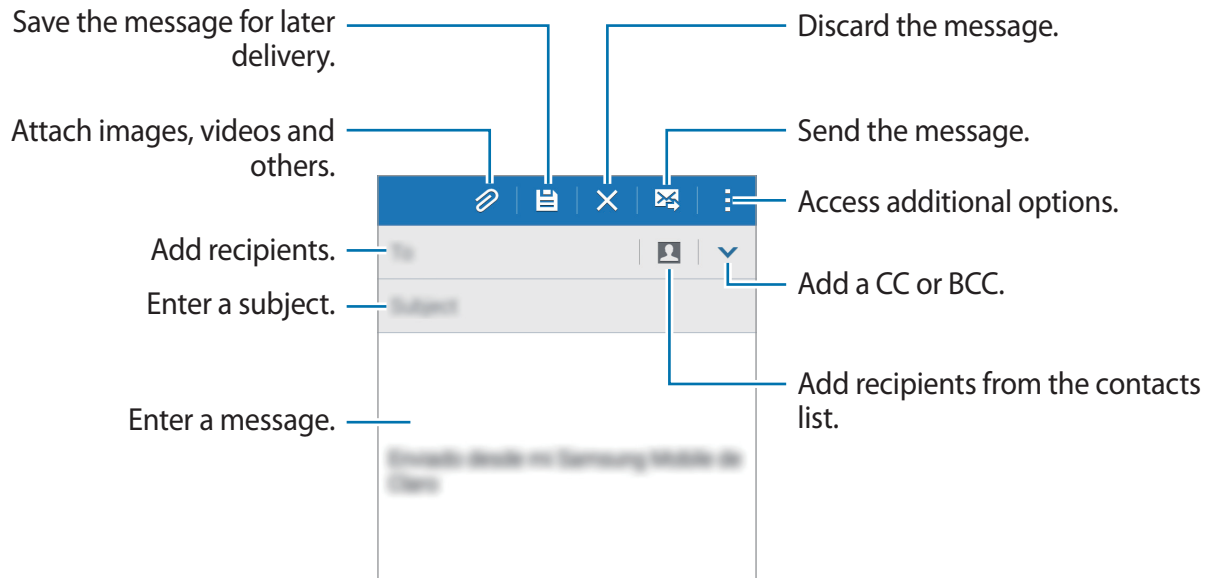 Save the message for later
delivery.
Discard the message.
Attach images, videos and
others.
Send the message.
Access additional options.
Add recipients.
To
Add a CC or BCC.
Enter a subject.
Subject
Add recipients from the contacts
list.
Enter a message.
Enviado desde mi Samsung Mobile de
Claro